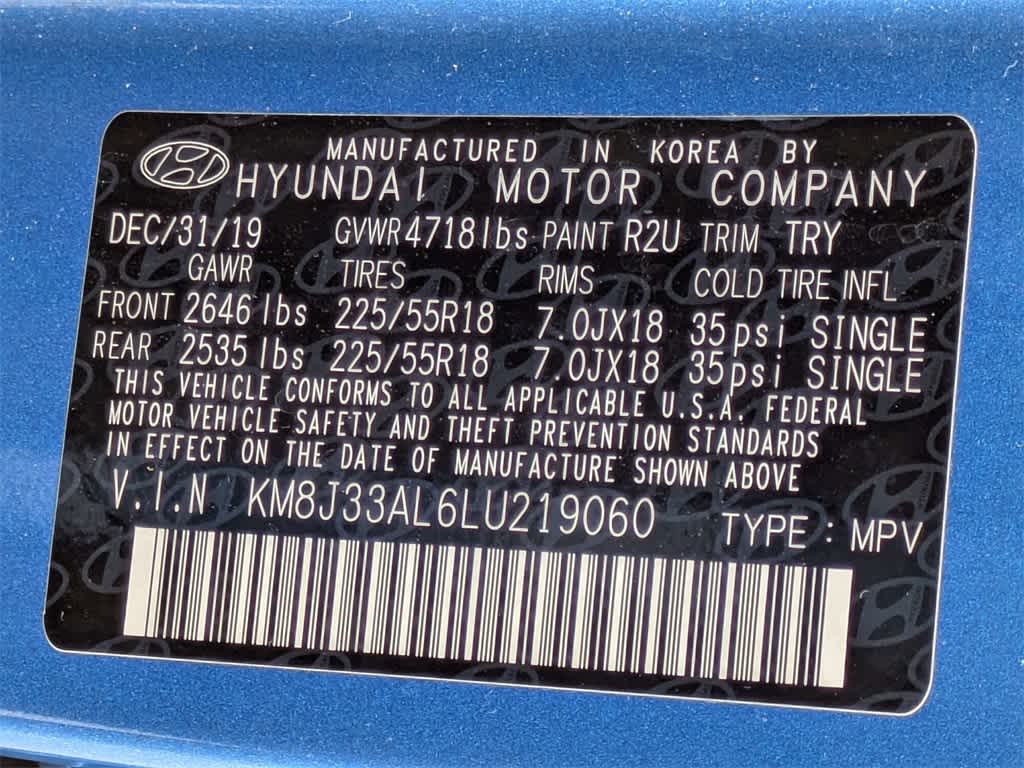 MANUFACTURED IN KOREA BY
HYUNDAI MOTOR COMPANY
DEC/31/19 GVWR 4718 lbs PAINT R2U TRIM TRY
GAWR TIRES RIMS COLD TIRE INFL
FRONT 2646 lbs 225/55R18 7.0JX18 35psi SINGLE
REAR 2535 lbs 225/55R18 7.0JX18 35psi SINGLE
THIS VEHICLE CONFORMS TO ALL APPLICABLE U.S.A. FEDERAL
MOTOR VEHICLE SAFETY AND THEFT PREVENTION STANDARDS
IN EFFECT ON THE DATE OF MANUFACTURE SHOWN ABOVE
V.I.N KM8J33AL6LU219060 TYPE : MPV